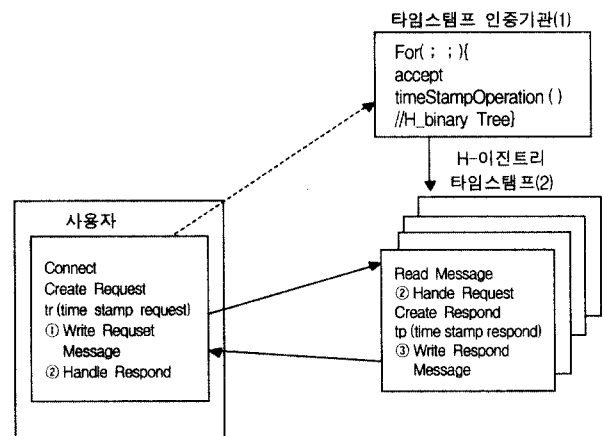 타임스탬프 인증기관(1)
For( ; ; ){
accept
timeStampOperation ( )
//H_binary Tree}
H-이진트리
타임스탬프(2)
사용자
Connect
Create Request
tr (time stamp request)
① Write Requset
Message
② Handle Respond
Read Message
② Hande Request
Create Respond
tp (time stamp respond)
③ Write Respond
Message